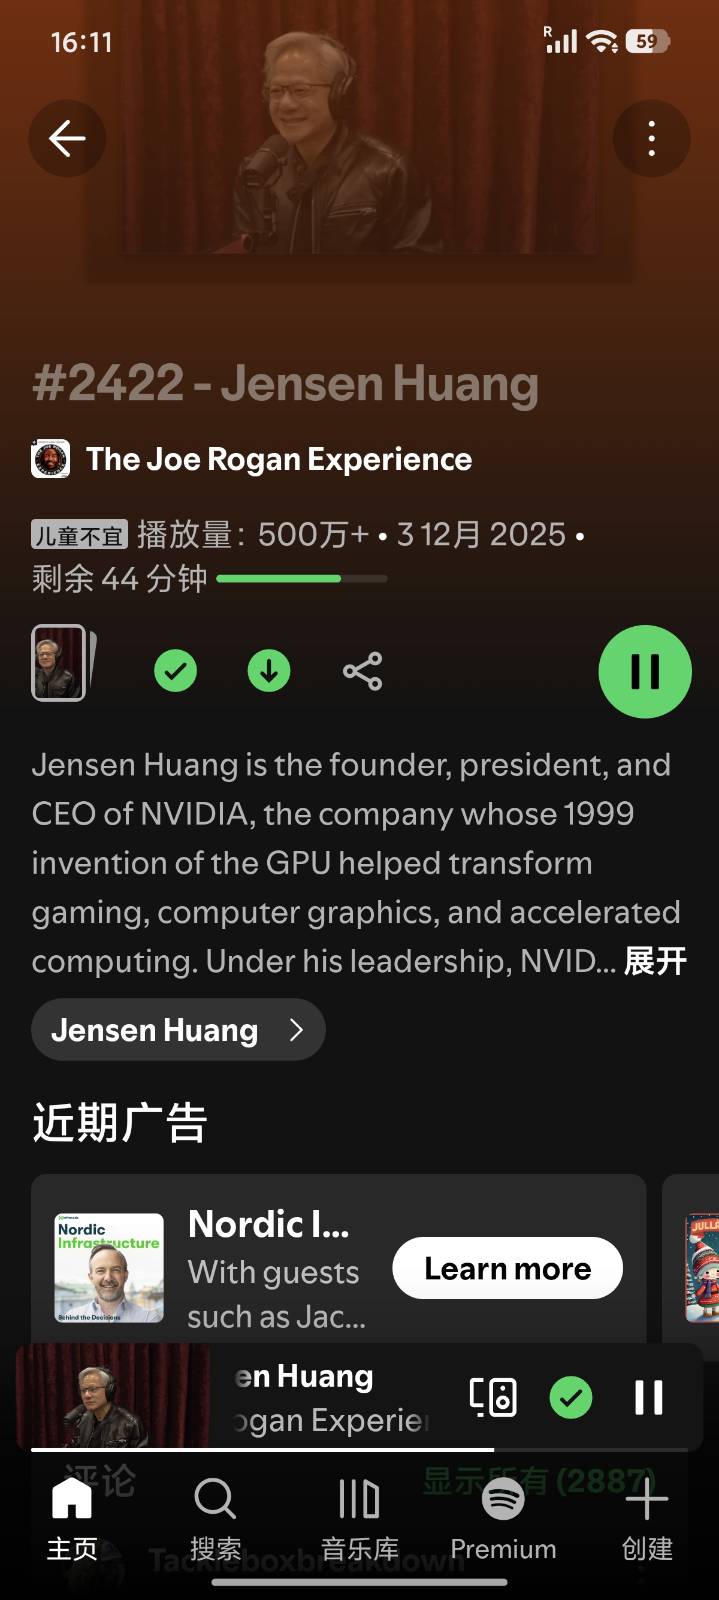 16:11
R
59
#2422 - Jensen Huang
The Joe Rogan Experience
儿童不宜 播放量：500万+ • 3 12月 2025 •
剩余 44 分钟
Jensen Huang is the founder, president, and
CEO of NVIDIA, the company whose 1999
invention of the GPU helped transform
gaming, computer graphics, and accelerated
computing. Under his leadership, NVID... 展开
Jensen Huang
近期广告
Nordic
Infrastructure
Behind the Decisions
Nordic I...
With guests
such as Jac...
Learn more
JULL
en Huang
ogan Experie
评论
显示所有 (2887)
主页
搜索
音乐库
Premium
创建
Tackleboxbreakdown